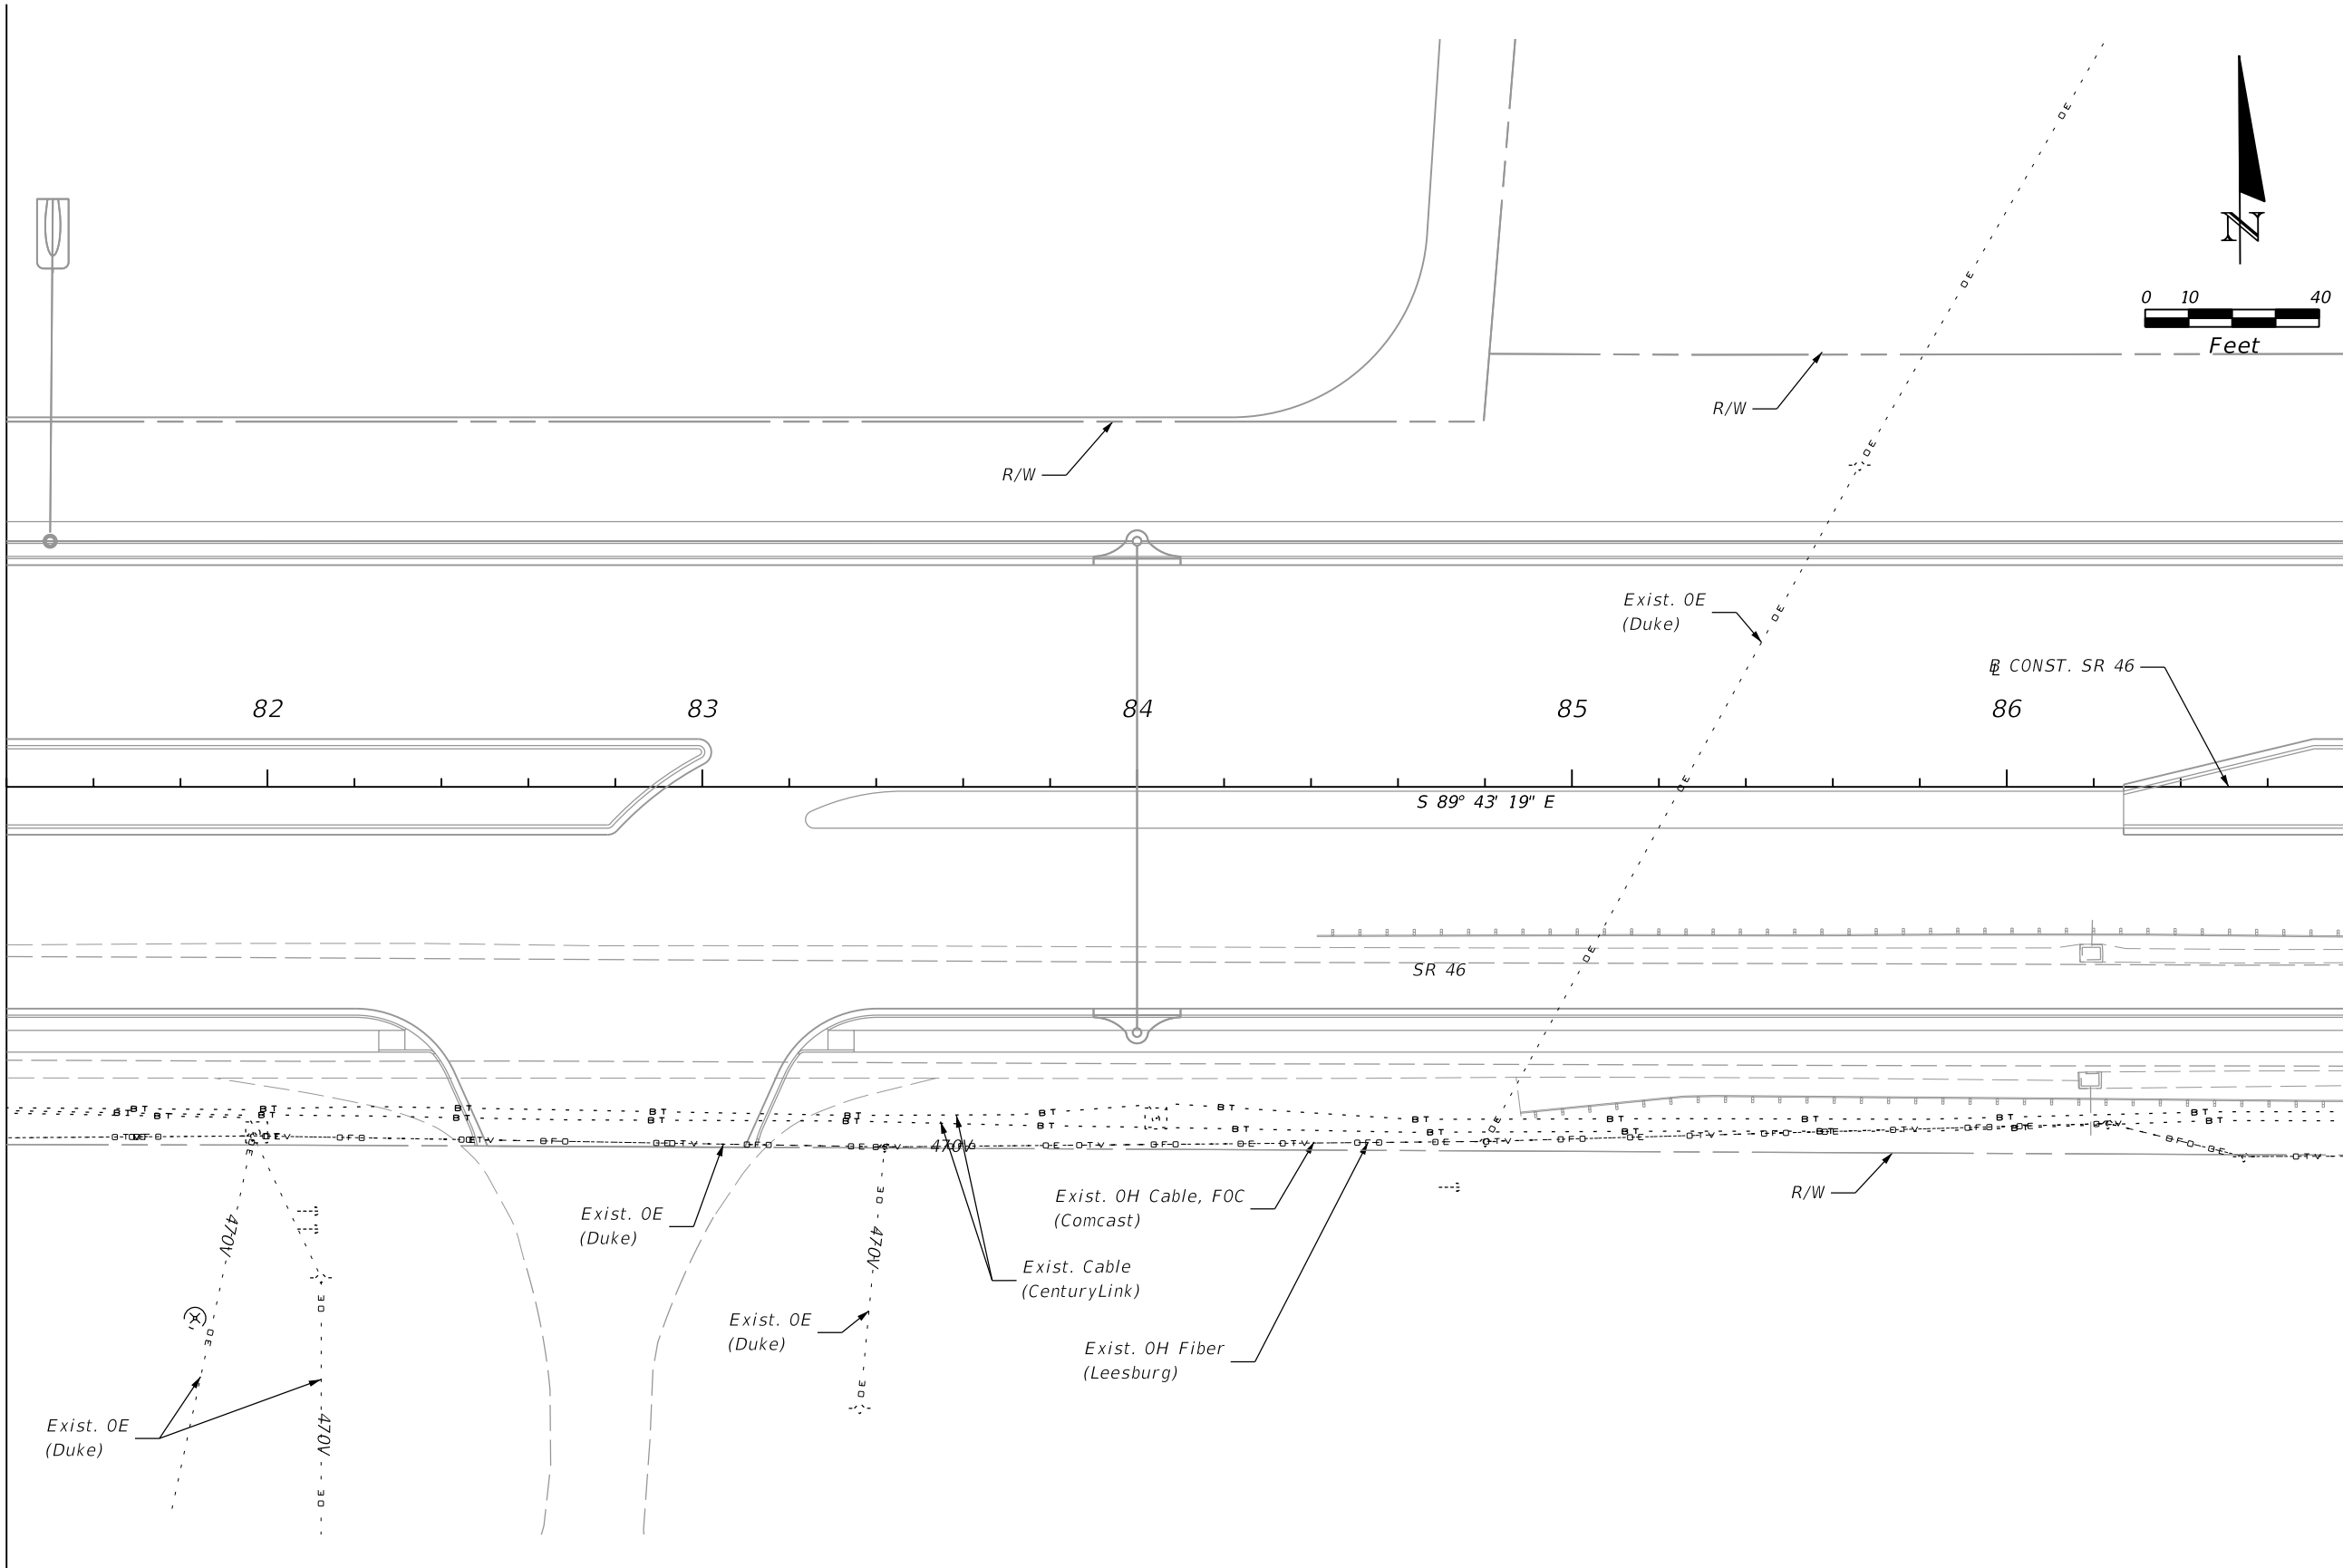 N
0 10 40
Feet
R/W
R/W
Exist. OE
(Duke)
B L CONST. SR 46
82 83 84 85 86
S 89° 43' 19" E
SR 46
470V
470V
470V
470V
Exist. OE
(Duke)
Exist. OH Cable, FOC
(Comcast)
R/W
Exist. Cable
(CenturyLink)
Exist. OE
(Duke)
Exist. OH Fiber
(Leesburg)
Exist. OE
(Duke)